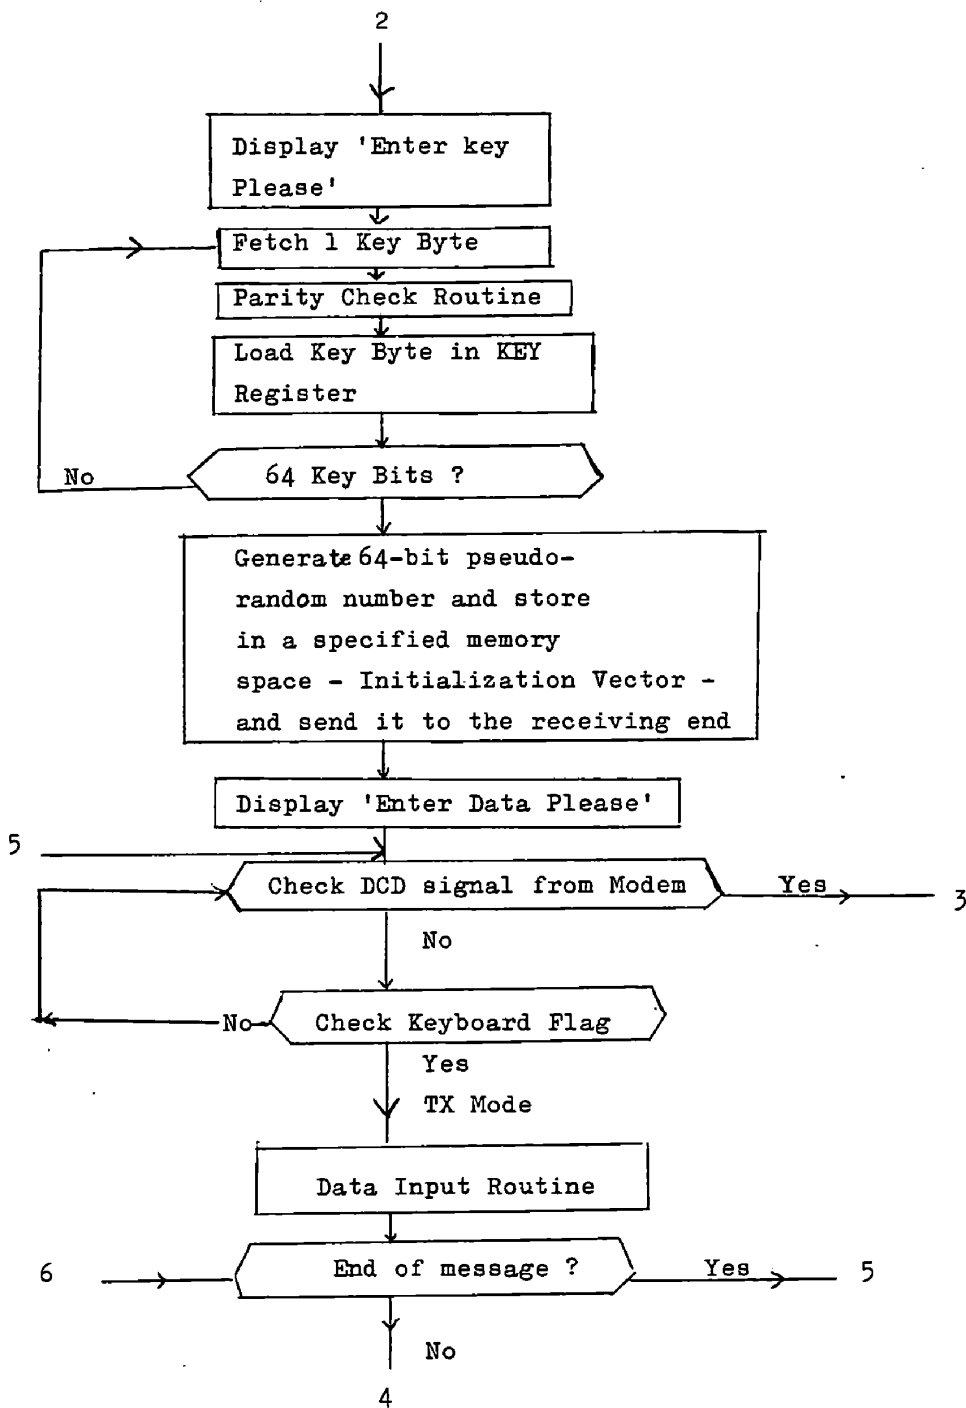 2
Display 'Enter key
Please'
Fetch 1 Key Byte
Parity Check Routine
Load Key Byte in KEY
Register
No
64 Key Bits ?
Generate 64-bit pseudo-
random number and store
in a specified memory
space - Initialization Vector -
and send it to the receiving end
Display 'Enter Data Please'
5
Check DCD signal from Modem
Yes
3
No
No
Check Keyboard Flag
Yes
TX Mode
Data Input Routine
6
End of message ?
Yes
5
No
4